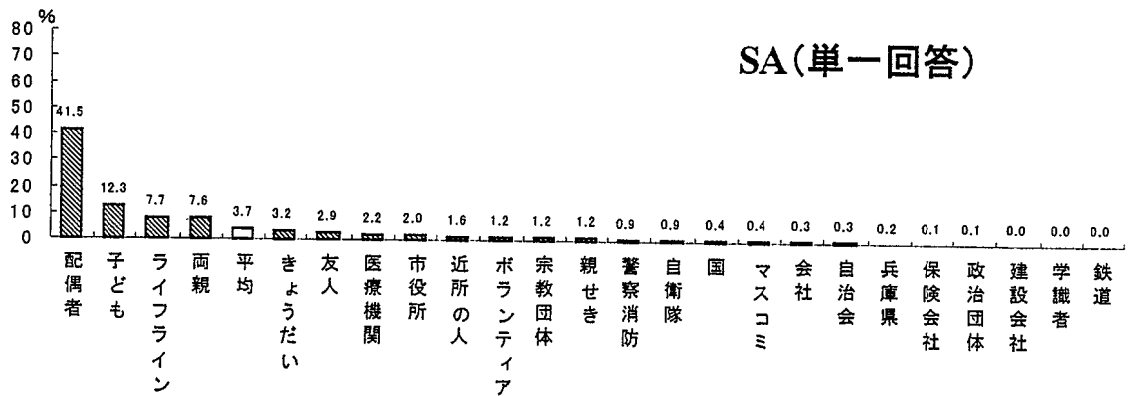 %
SA(単一回答)
80
70
60
50
40
30
20
10
0
41.5
12.3
7.7
7.6
3.7
3.2
2.9
2.2
2.0
1.6
1.2
1.2
1.2
0.9
0.9
0.4
0.4
0.3
0.3
0.2
0.1
0.1
0.0
0.0
0.0
配偶者
子ども
ライフライン
両親
平均
きょうだい
友人
医療機関
市役所
近所の人
ボランティア
宗教団体
親せき
警察消防
自衛隊
国
マスコミ
会社
自治会
兵庫県
保険会社
政治団体
建設会社
学識者
鉄道